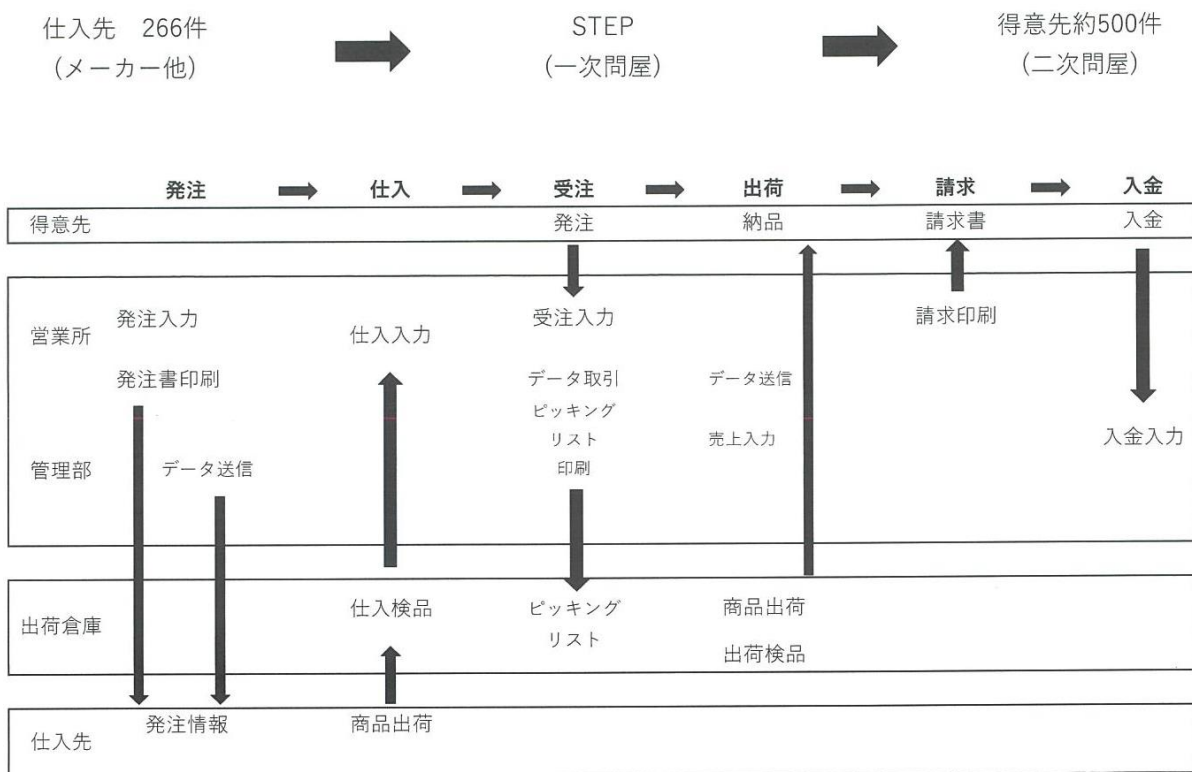 仕入先　266件
(メーカー他)
STEP
(一次問屋)
得意先約500件
(二次問屋)
発注
仕入
受注
出荷
請求
入金
得意先
発注
納品
請求書
入金
営業所
管理部
発注入力
発注書印刷
データ送信
仕入入力
受注入力
データ取引
ピッキング
リスト
印刷
データ送信
売上入力
請求印刷
入金入力
出荷倉庫
仕入検品
ピッキング
リスト
商品出荷
出荷検品
仕入先
発注情報
商品出荷